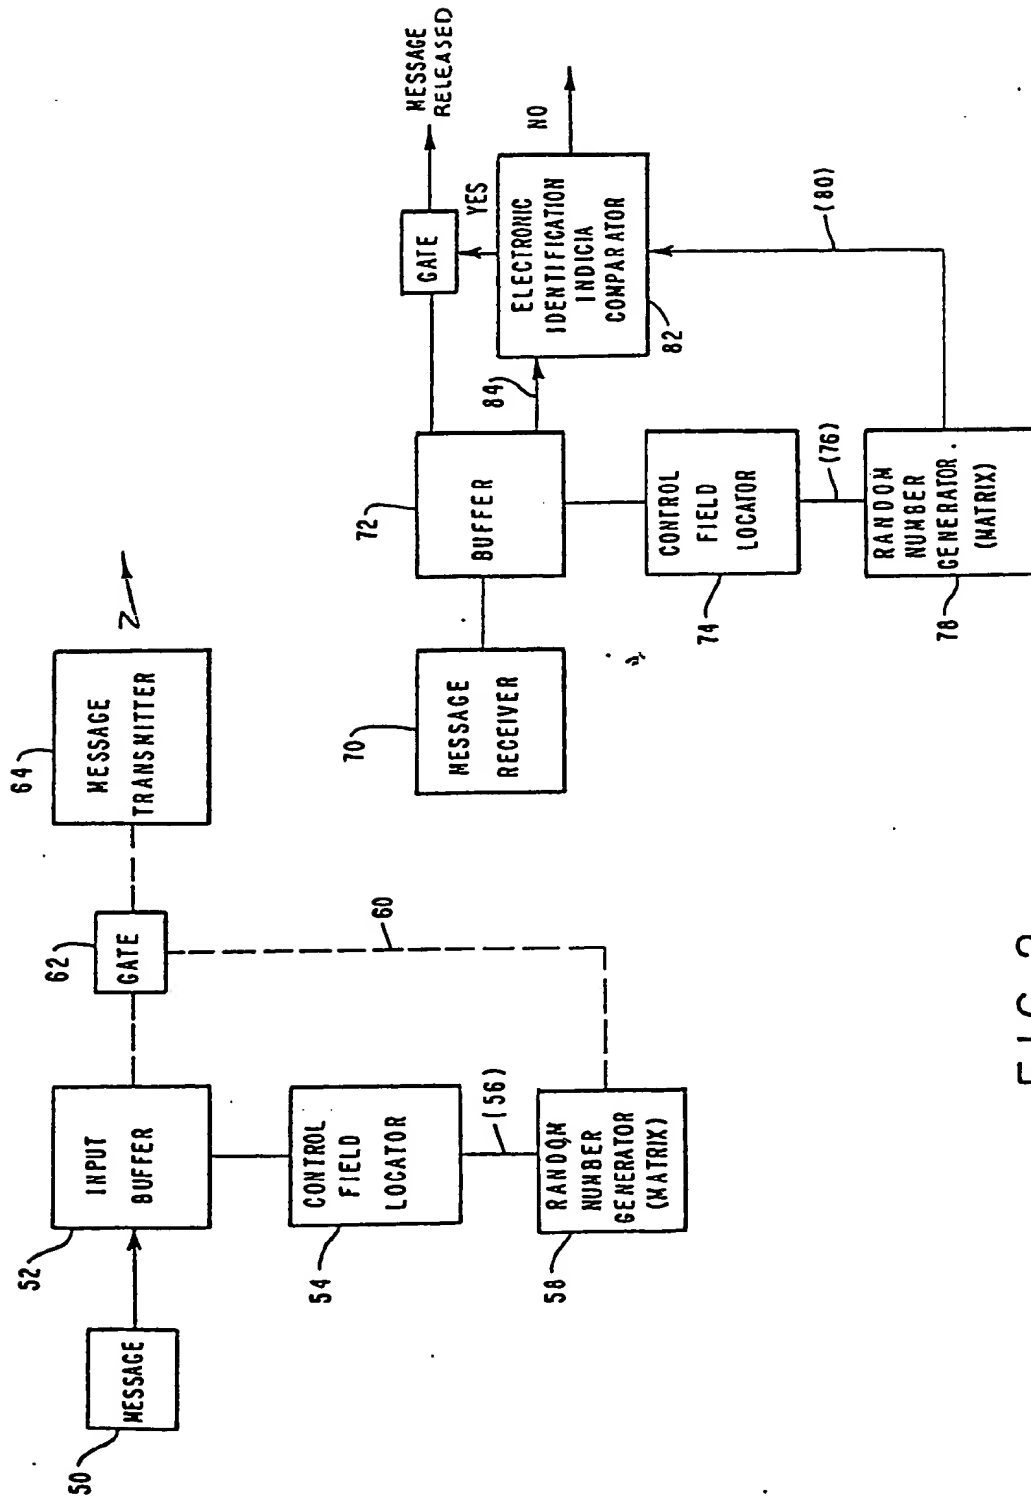 50
MESSAGE
52
INPUT
BUFFER
62
GATE
64
MESSAGE
TRANSMITTER
54
CONTROL
FIELD
LOCATOR
(56)
60
58
RANDOM
NUMBER
GENERATOR
(MATRIX)
70
MESSAGE
RECEIVER
72
BUFFER
84
GATE
MESSAGE
RELEASED
YES
NO
ELECTRONIC
IDENTIFICATION
INDICIA
COMPARATOR
82
74
CONTROL
FIELD
LOCATOR
(76)
(80)
78
RANDOM
NUMBER
GENERATOR.
(MATRIX)
FIG